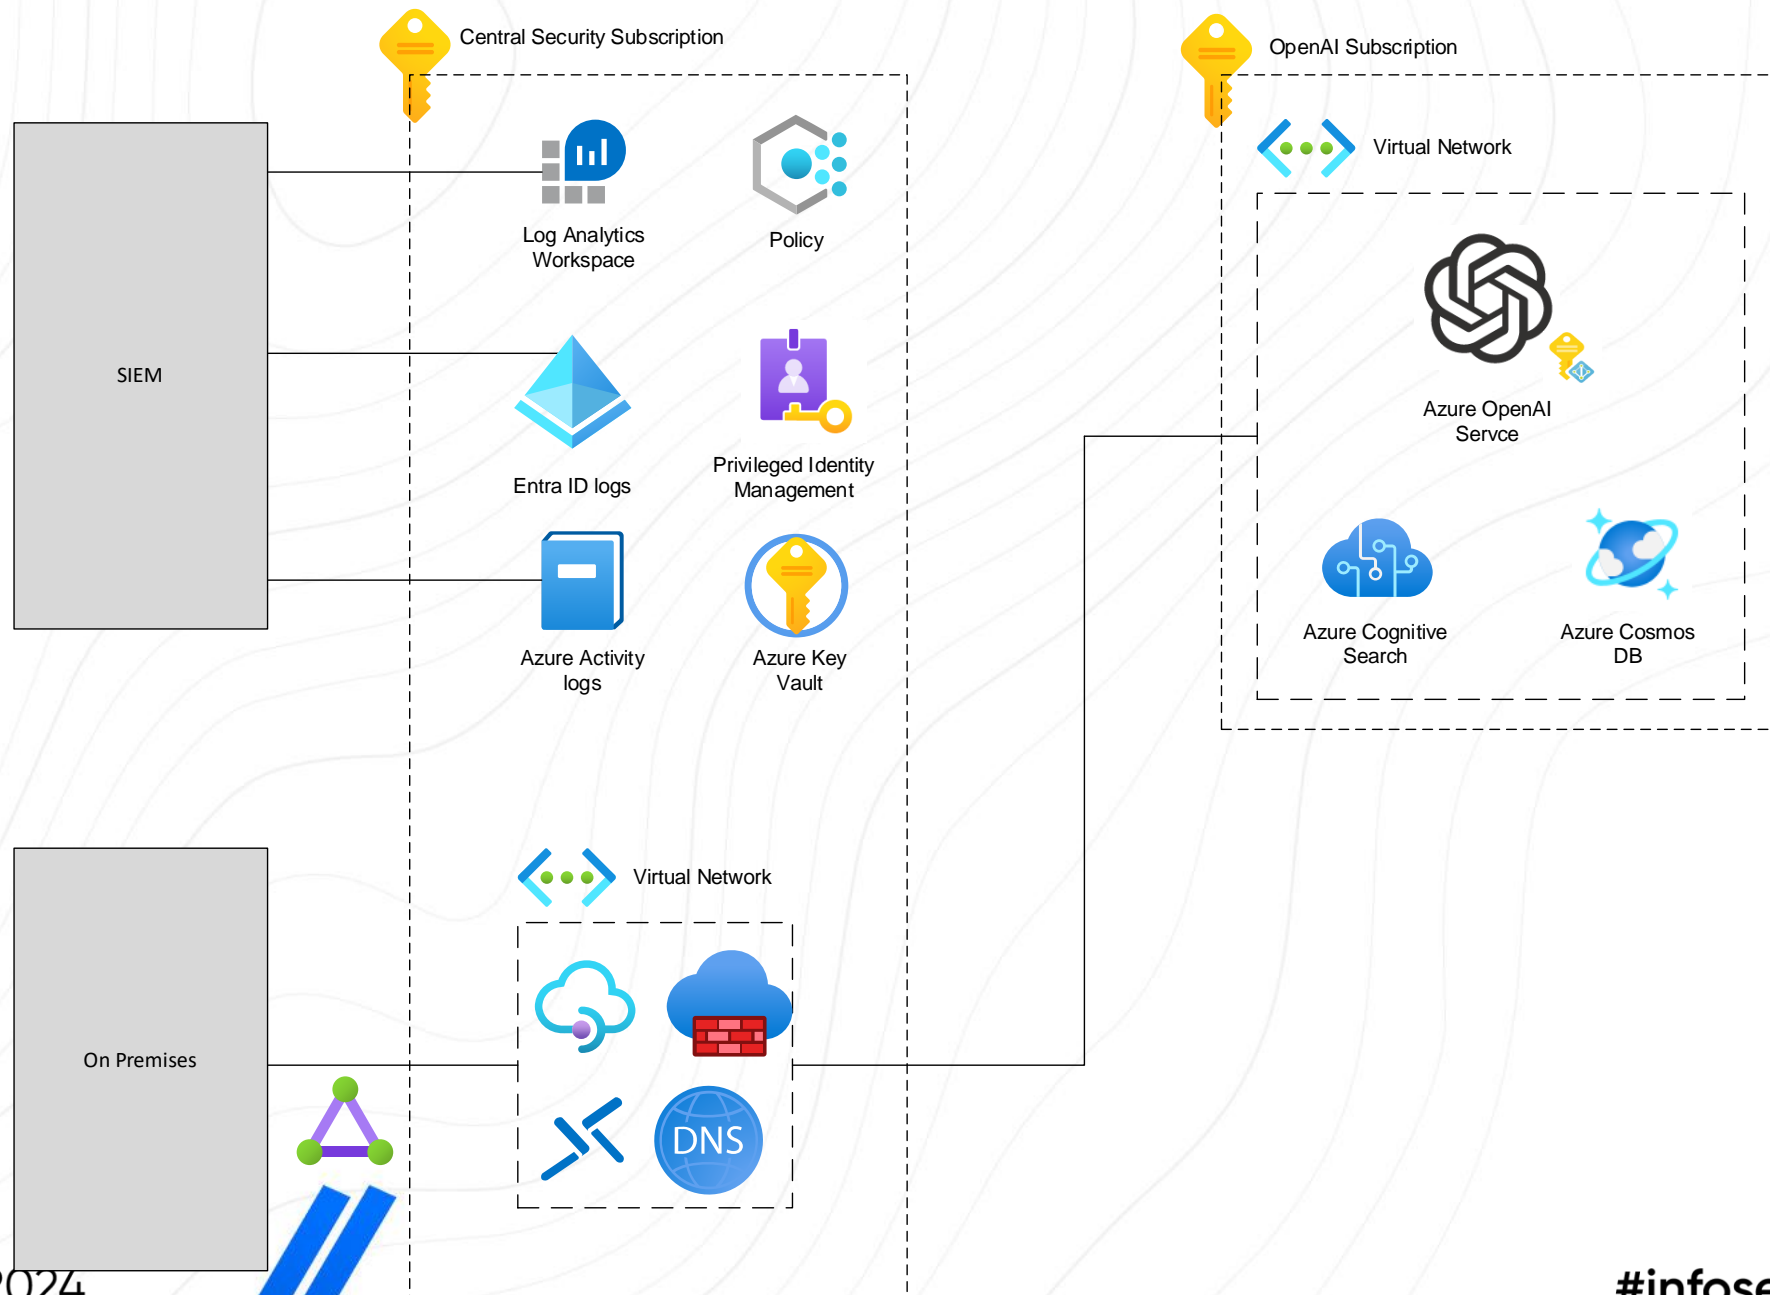 Central Security Subscription
OpenAI Subscription
Virtual Network
Log Analytics
Workspace
Policy
SIEM
Entra ID logs
Privileged Identity
Management
Azure OpenAI
Servce
Azure Activity
logs
Azure Key
Vault
Azure Cognitive
Search
Azure Cosmos
DB
Virtual Network
On Premises
DNS
2024
#infose